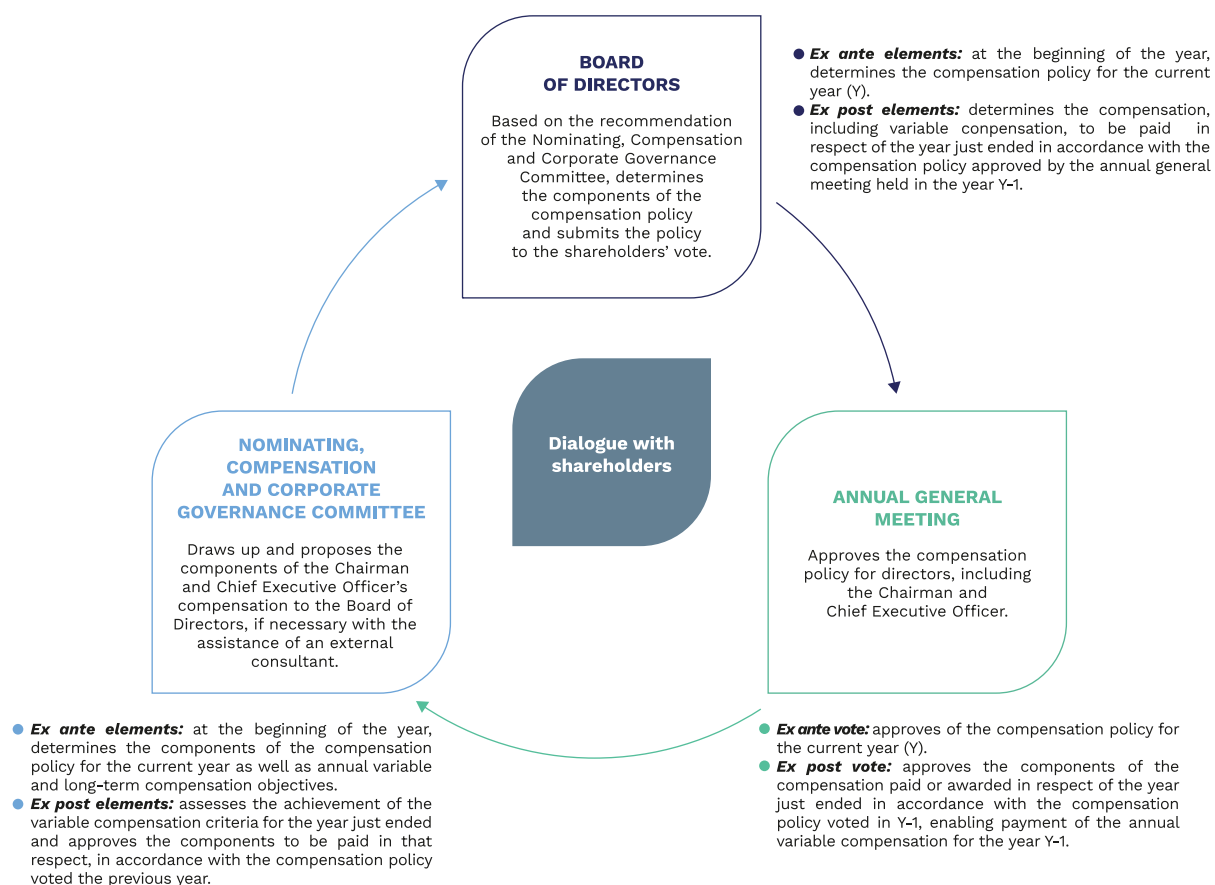 BOARD
OF DIRECTORS
Based on the recommendation
of the Nominating, Compensation
and Corporate Governance
Committee, determines
the components of the
compensation policy
and submits the policy
to the shareholders’ vote.
Ex ante elements: at the beginning of the year,
determines the compensation policy for the current
year (Y).
Ex post elements: determines the compensation,
including variable conpensation, to be paid in
respect of the year just ended in accordance with the
compensation policy approved by the annual general
meeting held in the year Y-1.
Dialogue with
shareholders
NOMINATING,
COMPENSATION
AND CORPORATE
GOVERNANCE COMMITTEE
Draws up and proposes the
components of the Chairman
and Chief Executive Officer’s
compensation to the Board of
Directors, if necessary with the
assistance of an external
consultant.
ANNUAL GENERAL
MEETING
Approves the compensation
policy for directors, including
the Chairman and
Chief Executive Officer.
Ex ante elements: at the beginning of the year,
determines the components of the compensation
policy for the current year as well as annual variable
and long-term compensation objectives.
Ex post elements: assesses the achievement of the
variable compensation criteria for the year just ended
and approves the components to be paid in that
respect, in accordance with the compensation policy
voted the previous year.
Ex ante vote: approves of the compensation policy for
the current year (Y).
Ex post vote: approves the components of the
compensation paid or awarded in respect of the year
just ended in accordance with the compensation
policy voted in Y-1, enabling payment of the annual
variable compensation for the year Y-1.